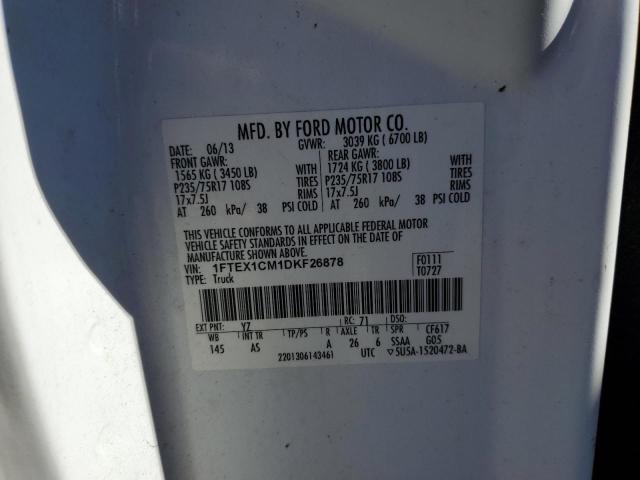 MFD. BY FORD MOTOR CO.
DATE: 06/13 GVWR: 3039 KG ( 6700 LB)
FRONT GAWR: REAR GAWR:
1565 KG ( 3450 LB) WITH 1724 KG ( 3800 LB) WITH
P235/75R17 108S TIRES P235/75R17 108S TIRES
17x7.5J RIMS 17x7.5J RIMS
AT 260 kPa/ 38 PSI COLD AT 260 kPa/ 38 PSI COLD
THIS VEHICLE CONFORMS TO ALL APPLICABLE FEDERAL MOTOR
VEHICLE SAFETY STANDARDS IN EFFECT ON THE DATE OF
MANUFACTURE SHOWN ABOVE.
VIN: 1FTEX1CM1DKF26878 F0111
TYPE: Truck T0727
EXT PNT: YZ RC: 71 DSO:
WB INT TR TP/PS R AXLE TR SPR CF617
145 AS A 26 6 SSAA G05
2201306143461 UTC ▽5U5A-1520472-BA